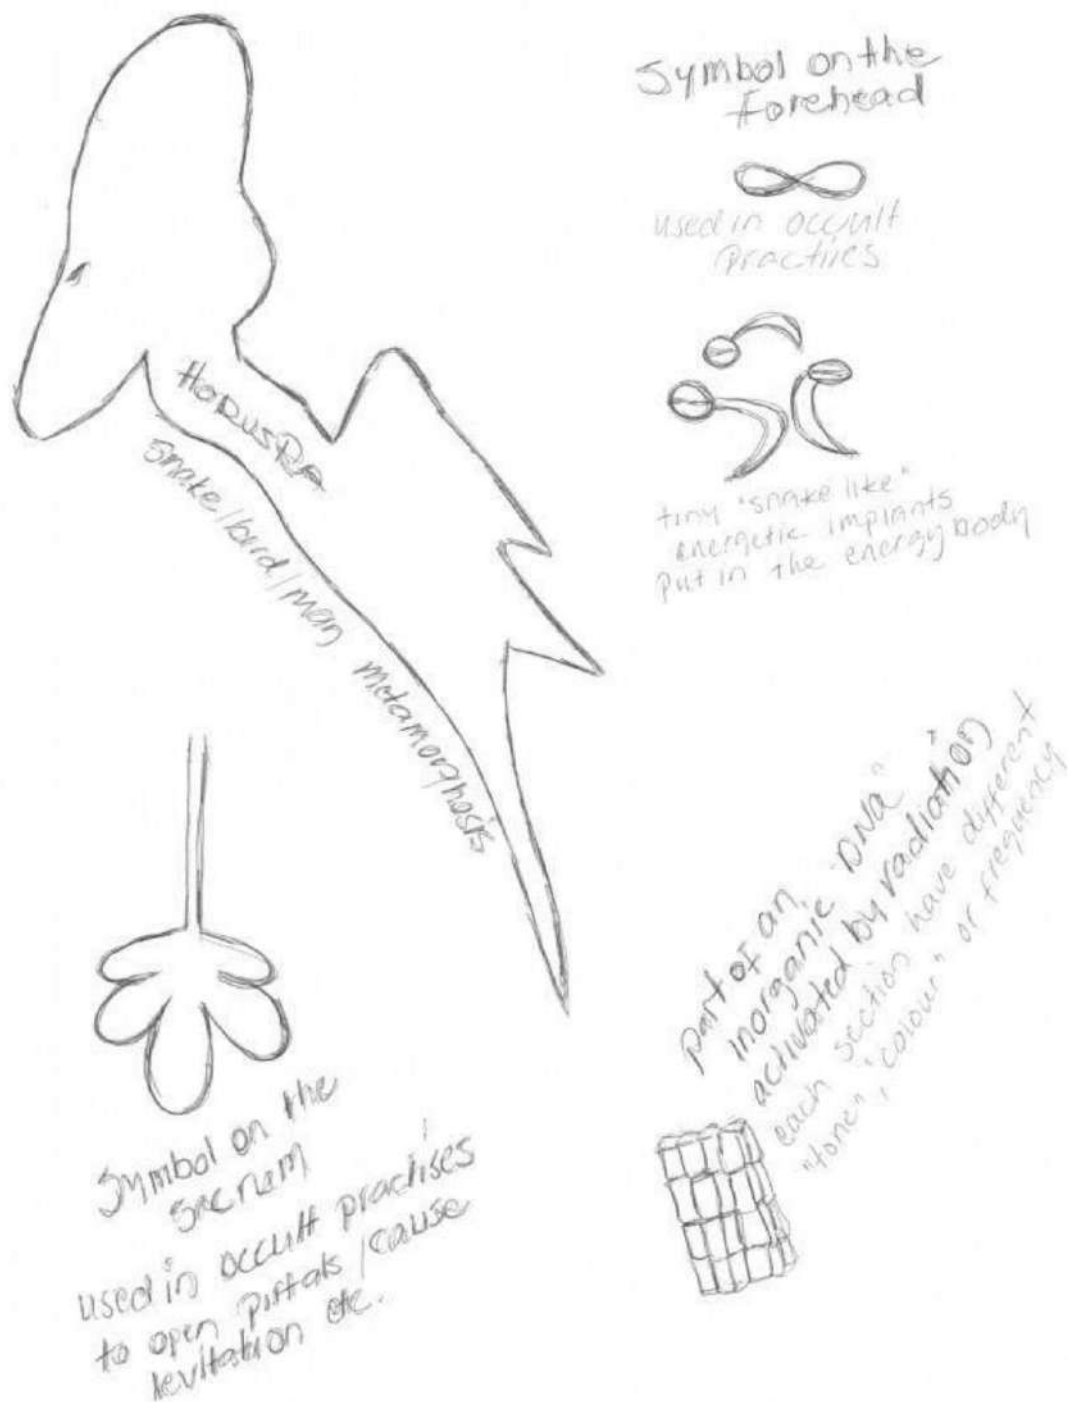 Symbol on the
Forehead
used in occult
practiies
HORUSRA
snake/bird/man metamorphosis
tiny "snake like"
energetic implants
put in the energy body
part of an
inorganic "DNA"
activated by radiation
each section have different
"tone", "colour" or frequency
Symbol on the
sacrum
used in occult practises
to open portals / cause
levitation etc.